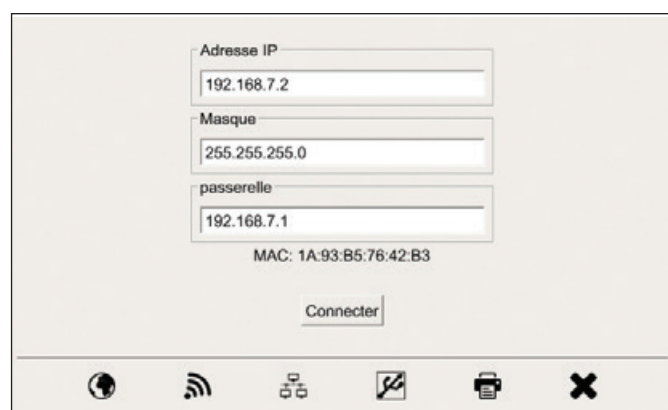 Adresse IP
192.168.7.2
Masque
255.255.255.0
passerelle
192.168.7.1
MAC: 1A:93:B5:76:42:B3
Connecter